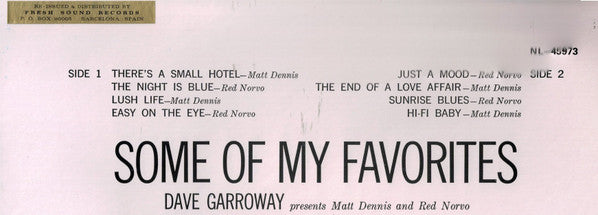 RE-ISSUED & DISTRIBUTED BY
FRESH SOUND RECORDS
P. O. BOX 20005 BARCELONA, SPAIN
NL-45973
SIDE 1 THERE'S A SMALL HOTEL—Matt Dennis
THE NIGHT IS BLUE—Red Norvo
LUSH LIFE—Matt Dennis
EASY ON THE EYE—Red Norvo
JUST A MOOD—Red Norvo SIDE 2
THE END OF A LOVE AFFAIR—Matt Dennis
SUNRISE BLUES—Red Norvo
HI-FI BABY—Matt Dennis
SOME OF MY FAVORITES
DAVE GARROWAY presents Matt Dennis and Red Norvo